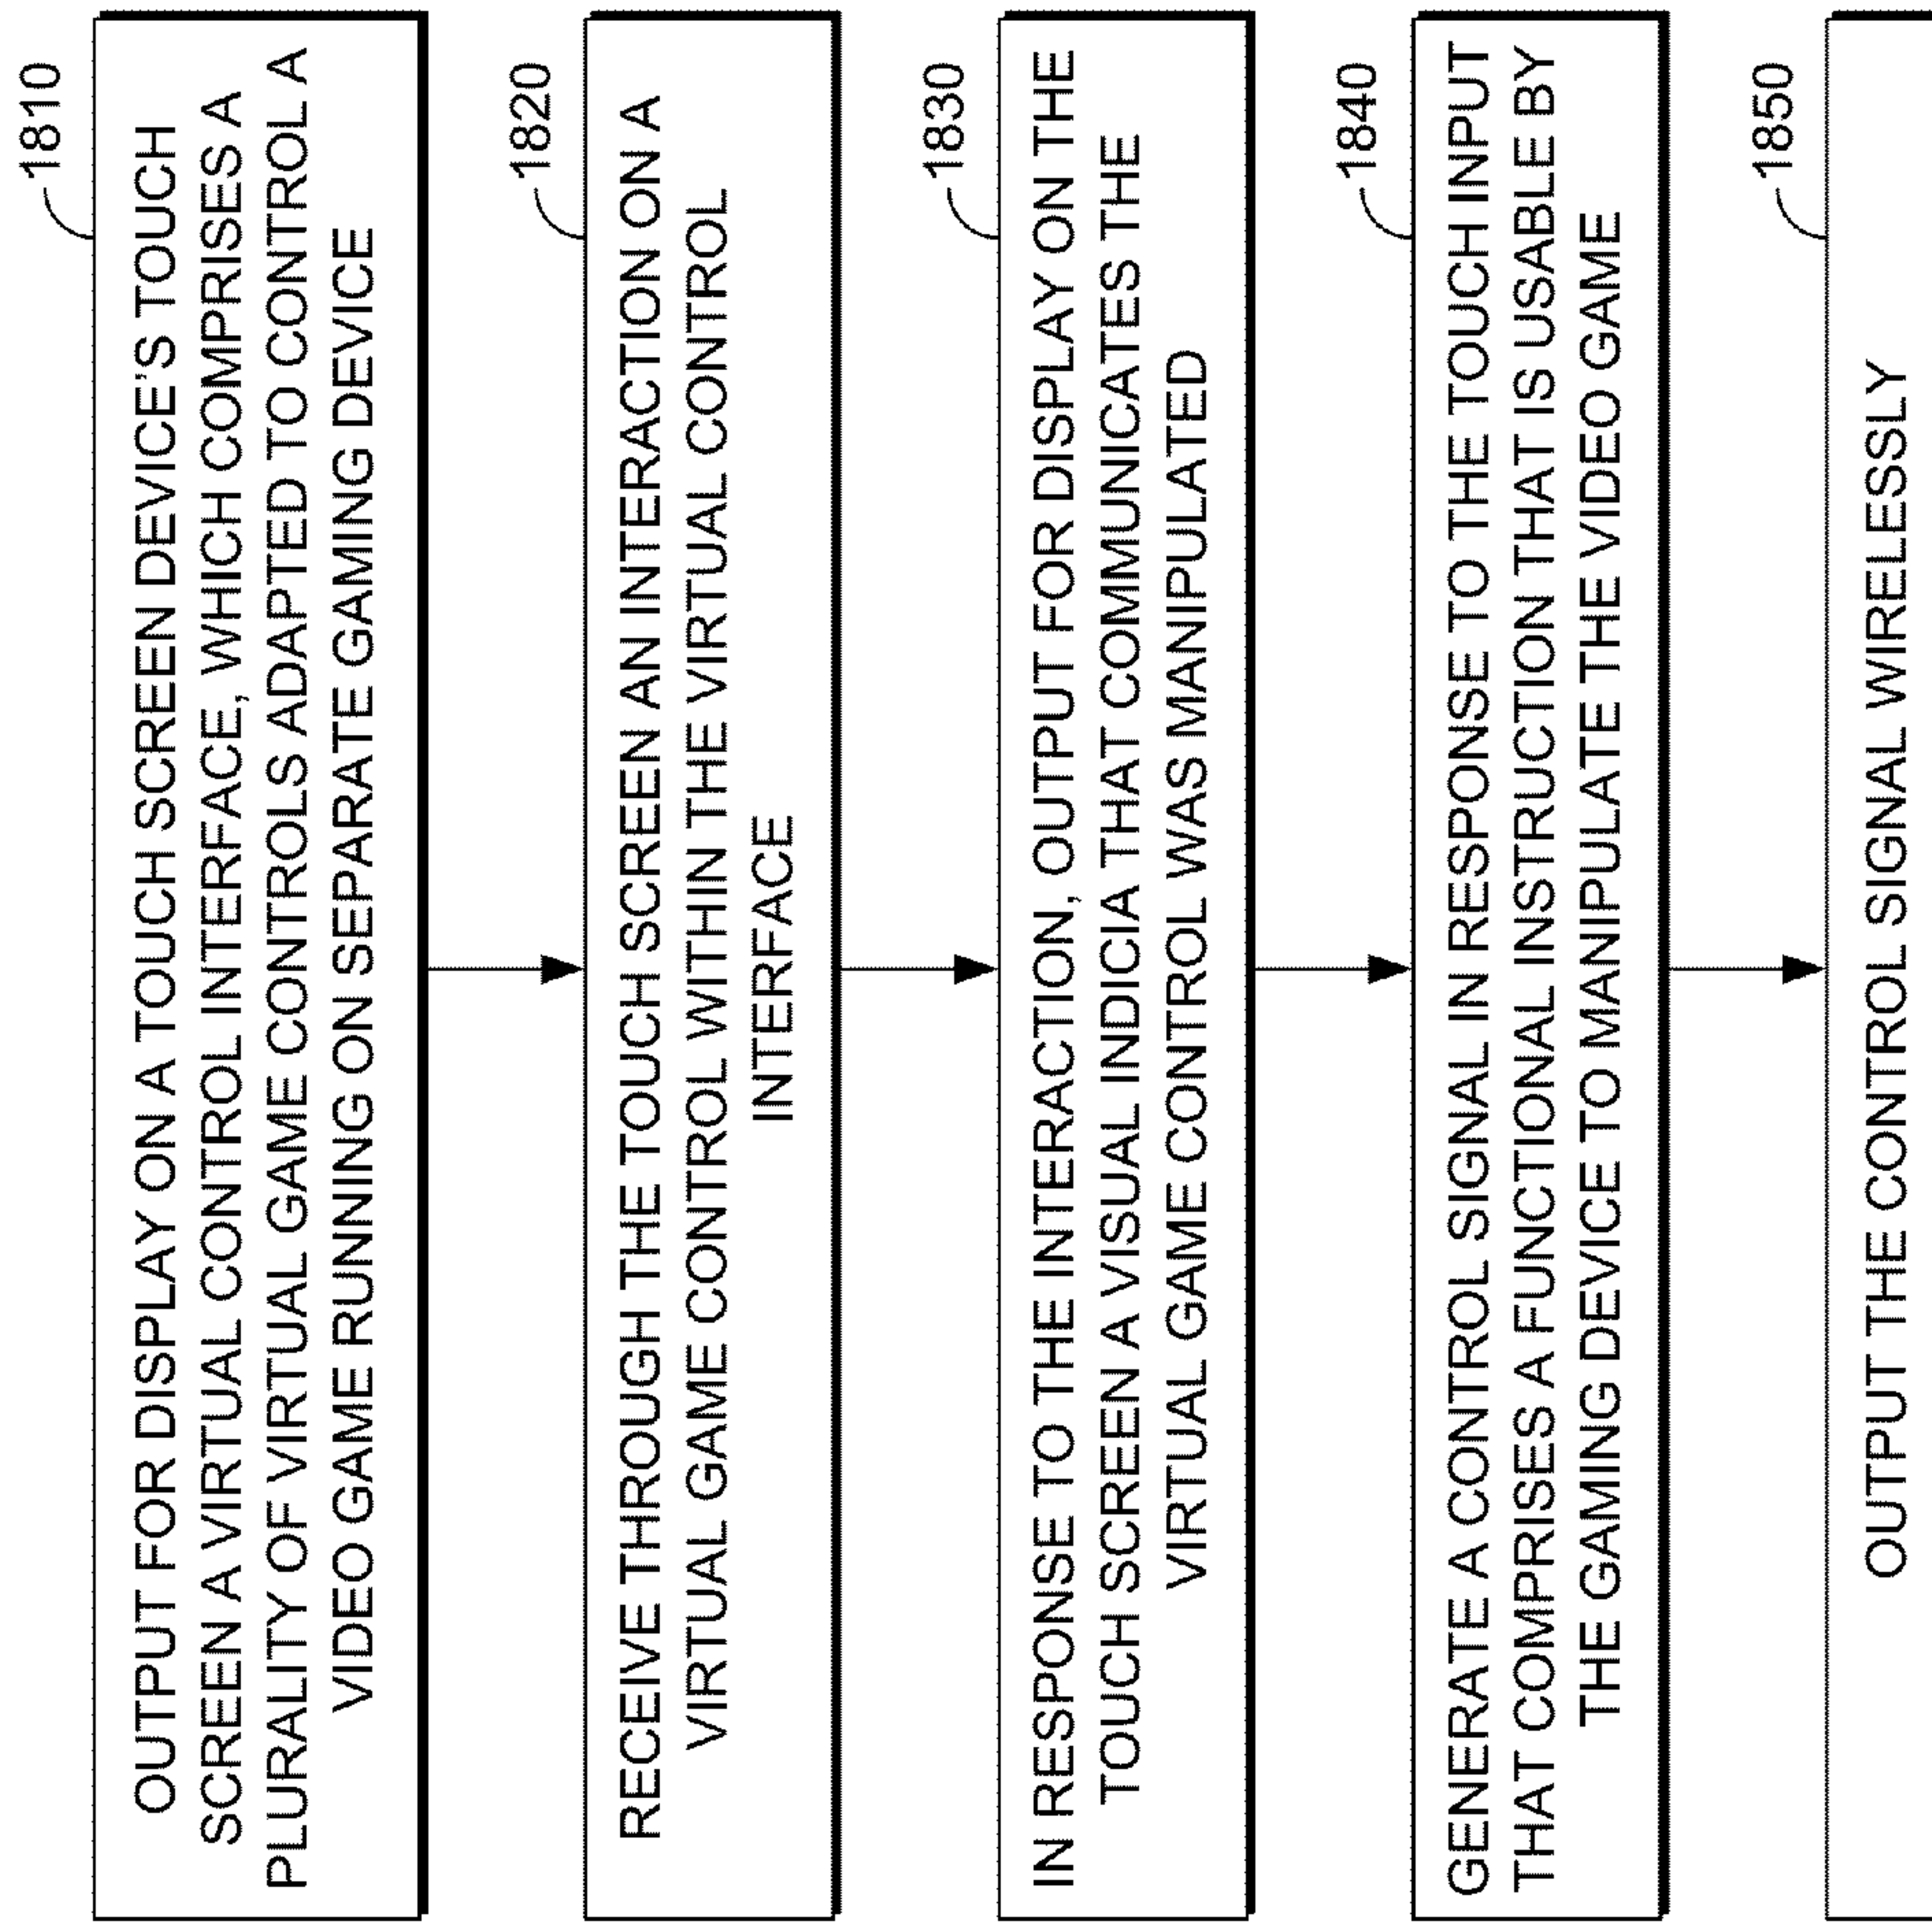 1810
OUTPUT FOR DISPLAY ON A TOUCH SCREEN DEVICE'S TOUCH
SCREEN A VIRTUAL CONTROL INTERFACE, WHICH COMPRISES A
PLURALITY OF VIRTUAL GAME CONTROLS ADAPTED TO CONTROL A
VIDEO GAME RUNNING ON SEPARATE GAMING DEVICE
1820
RECEIVE THROUGH THE TOUCH SCREEN AN INTERACTION ON A
VIRTUAL GAME CONTROL WITHIN THE VIRTUAL CONTROL
INTERFACE
1830
IN RESPONSE TO THE INTERACTION, OUTPUT FOR DISPLAY ON THE
TOUCH SCREEN A VISUAL INDICIA THAT COMMUNICATES THE
VIRTUAL GAME CONTROL WAS MANIPULATED
1840
GENERATE A CONTROL SIGNAL IN RESPONSE TO THE TOUCH INPUT
THAT COMPRISES A FUNCTIONAL INSTRUCTION THAT IS USABLE BY
THE GAMING DEVICE TO MANIPULATE THE VIDEO GAME
1850
OUTPUT THE CONTROL SIGNAL WIRELESSLY